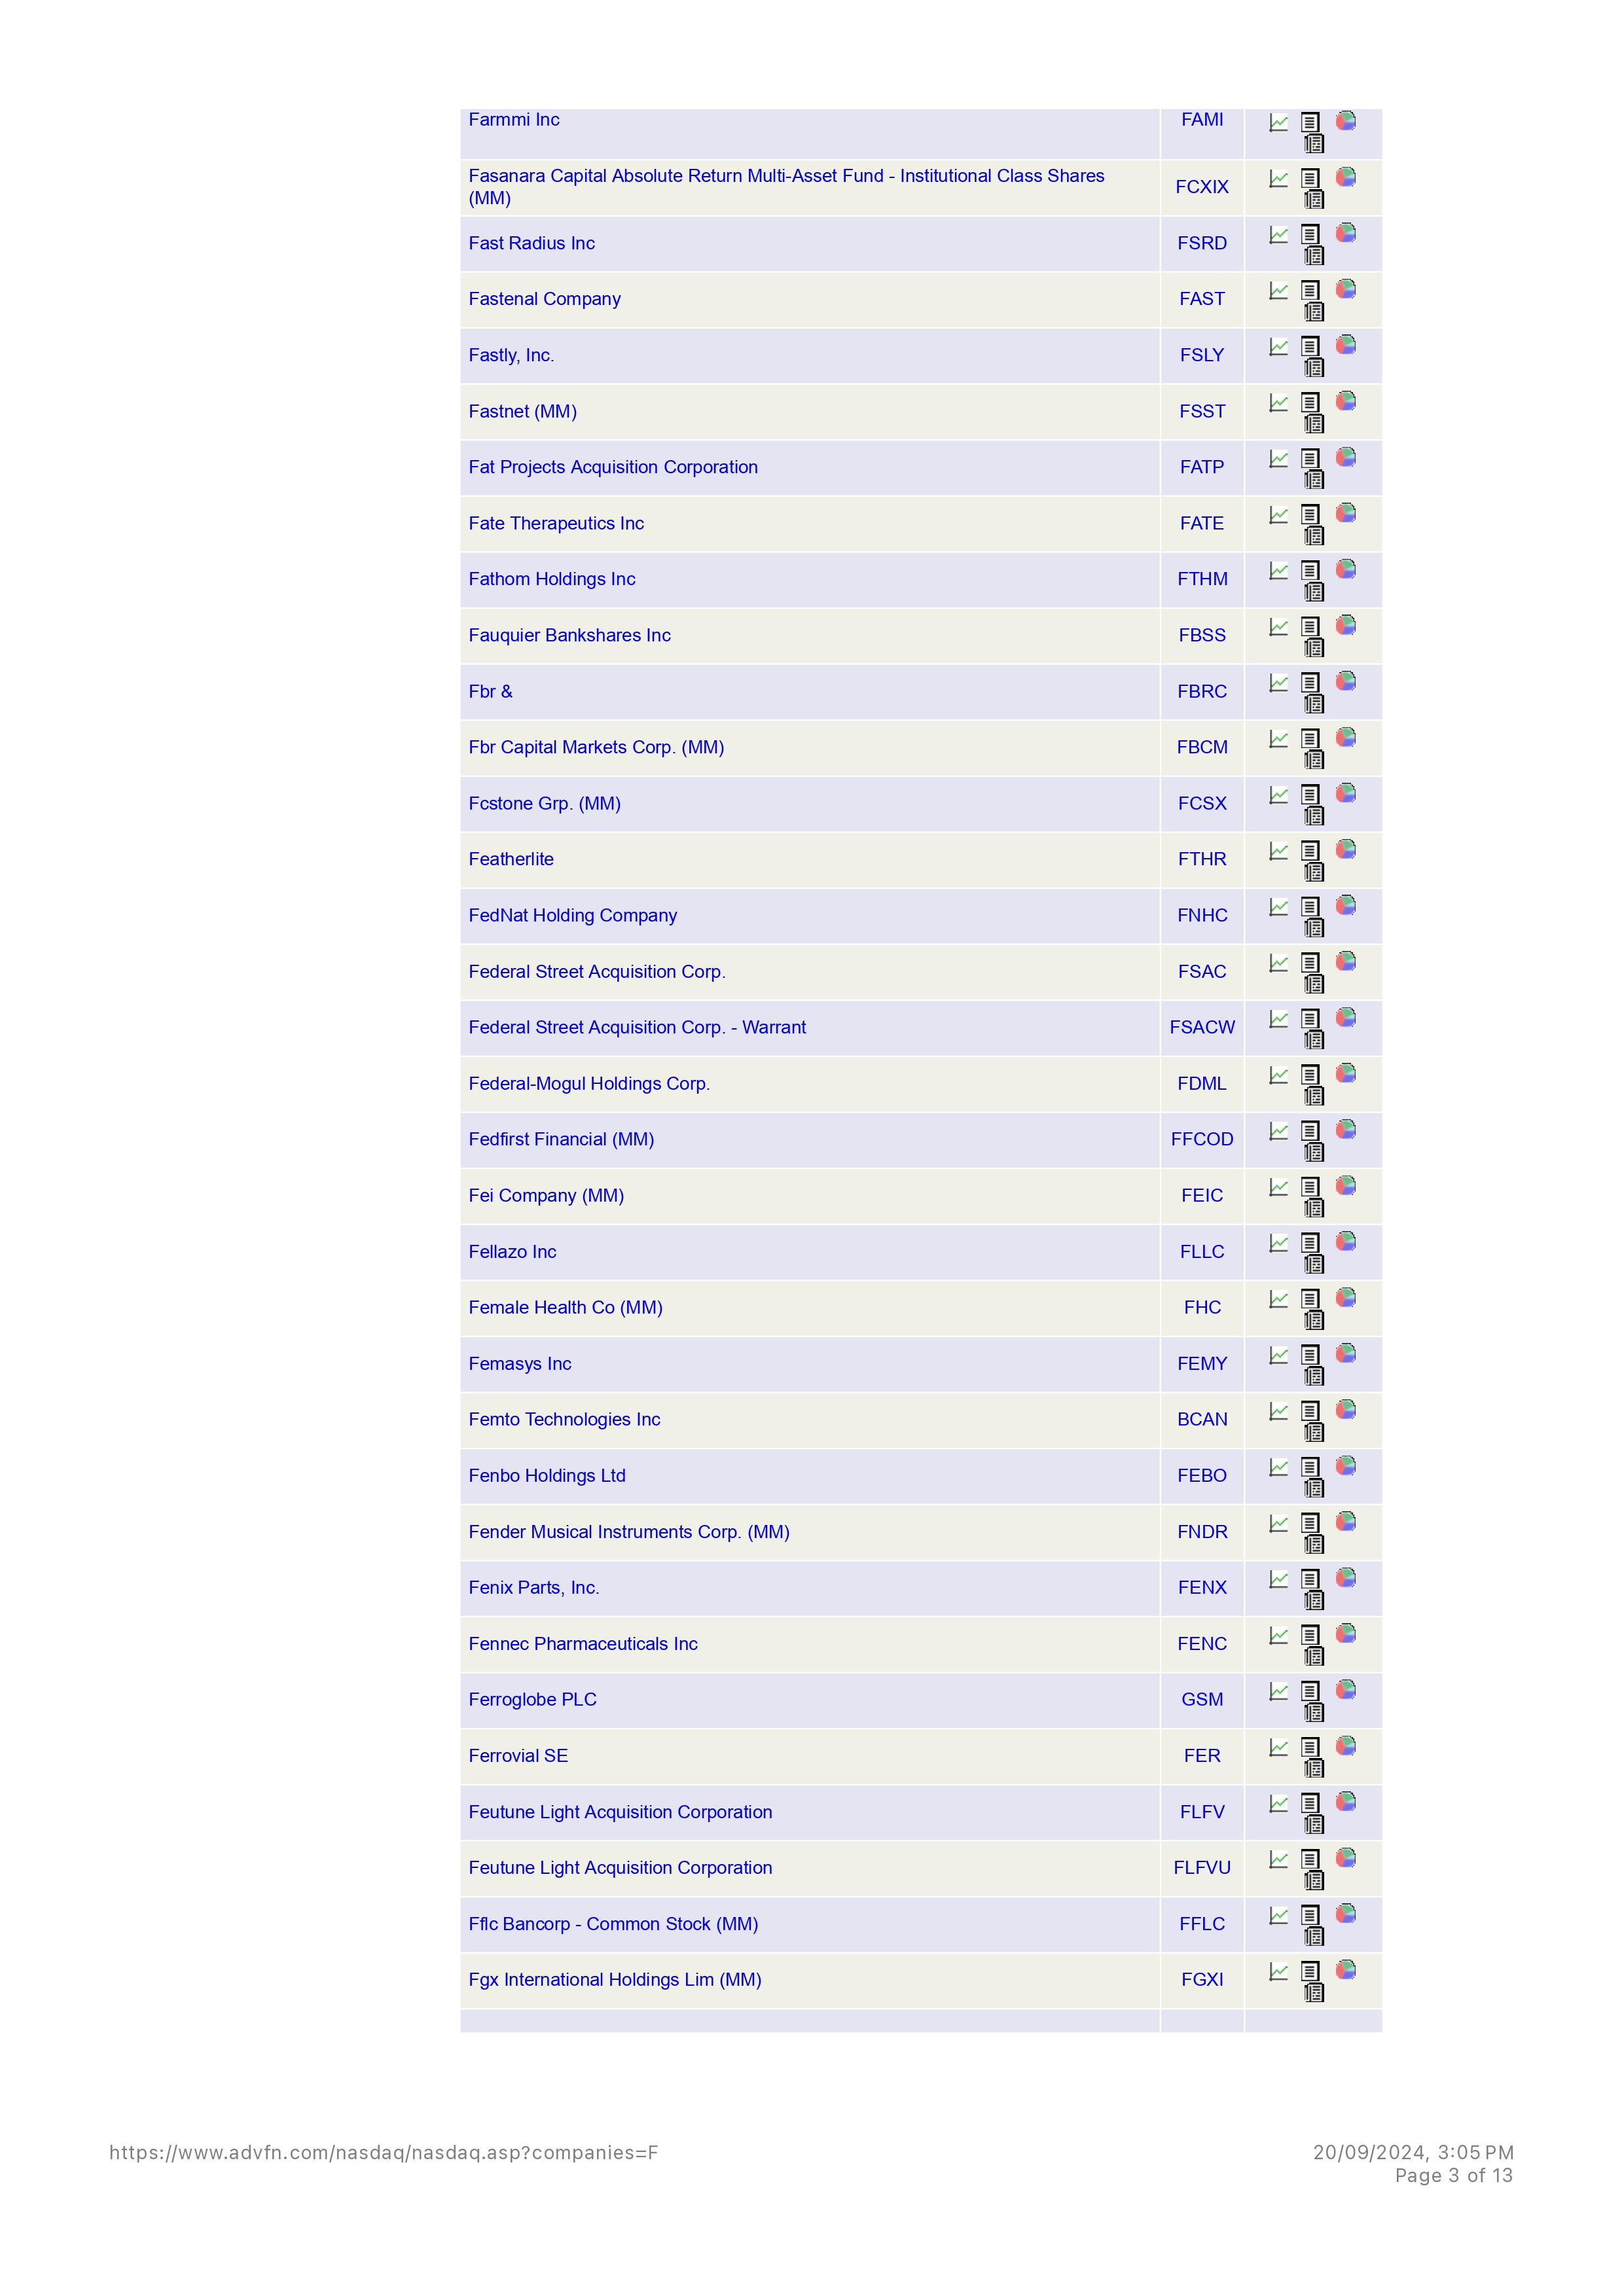 Farmmi Inc FAMI
Fasanara Capital Absolute Return Multi-Asset Fund - Institutional Class Shares
(MM) FCXIX
Fast Radius Inc FSRD
Fastenal Company FAST
Fastly, Inc. FSLY
Fastnet (MM) FSST
Fat Projects Acquisition Corporation FATP
Fate Therapeutics Inc FATE
Fathom Holdings Inc FTHM
Fauquier Bankshares Inc FBSS
Fbr & FBRC
Fbr Capital Markets Corp. (MM) FBCM
Fcstone Grp. (MM) FCSX
Featherlite FTHR
FedNat Holding Company FNHC
Federal Street Acquisition Corp. FSAC
Federal Street Acquisition Corp. - Warrant FSACW
Federal-Mogul Holdings Corp. FDML
Fedfirst Financial (MM) FFCOD
Fei Company (MM) FEIC
Fellazo Inc FLLC
Female Health Co (MM) FHC
Femasys Inc FEMY
Femto Technologies Inc BCAN
Fenbo Holdings Ltd FEBO
Fender Musical Instruments Corp. (MM) FNDR
Fenix Parts, Inc. FENX
Fennec Pharmaceuticals Inc FENC
Ferroglobe PLC GSM
Ferrovial SE FER
Feutune Light Acquisition Corporation FLFV
Feutune Light Acquisition Corporation FLFVU
Fflc Bancorp - Common Stock (MM) FFLC
Fgx International Holdings Lim (MM) FGXI
https://www.advfn.com/nasdaq/nasdaq.asp?companies=F 20/09/2024, 3:05 PM
Page 3 of 13